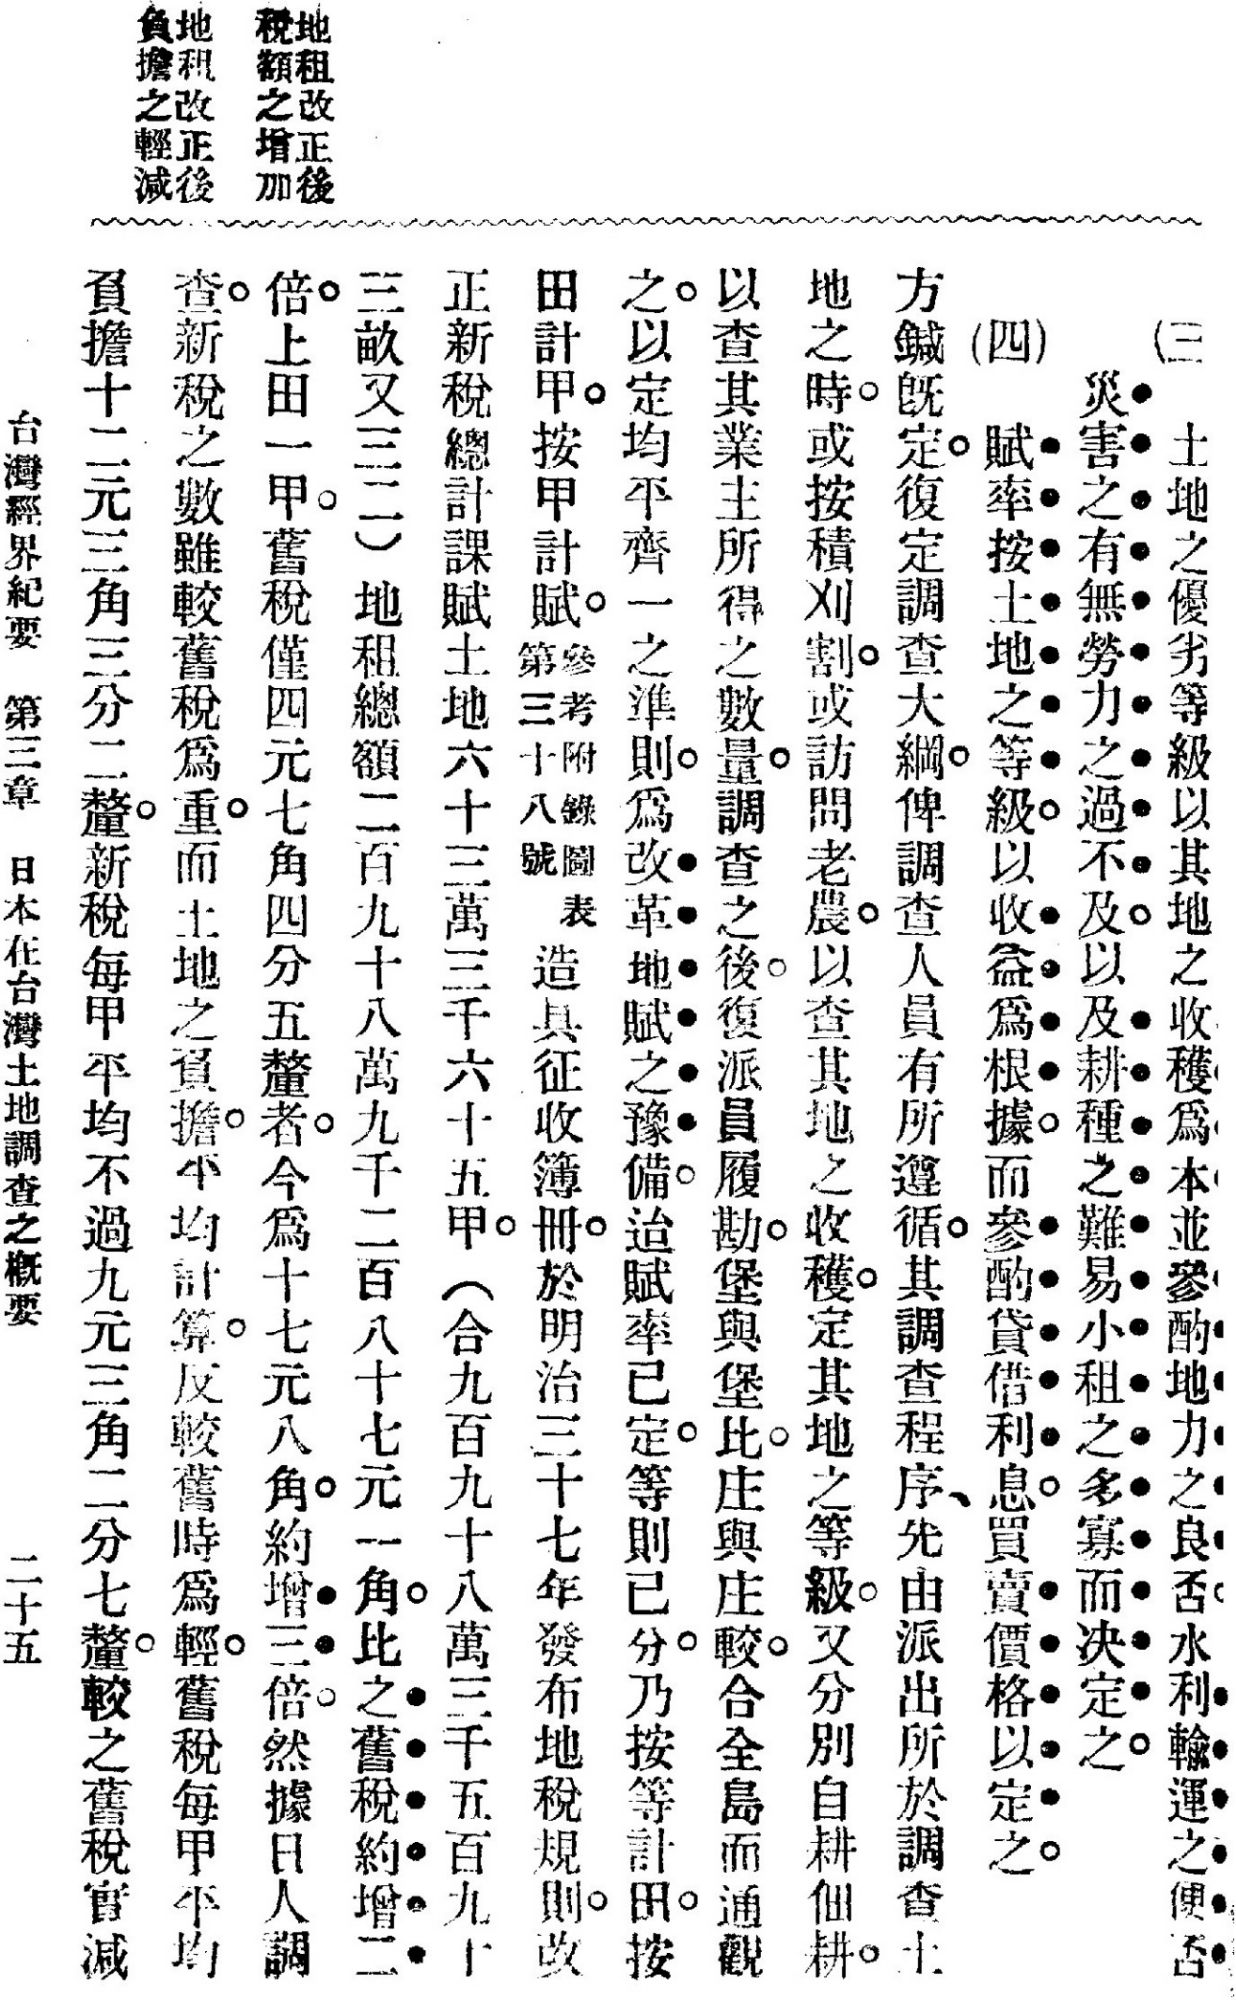 地租改正後
稅額之增加
地租改正後
負擔之輕減
(三 土地之優劣等級以其地之收穫爲本並參酌地力之良否。水利輸運之便否
災害之有無勞力之過不及。以及耕種之難易小租之多寡而決定之。
(四) 賦率按土地之等級。以收益爲根據。而參酌貸借利息。買賣價格以定之。
方鍼旣定。復定調查大綱。俾調查人員有所遵循。其調查程序、先由派出所於調查土
地之時。或按積刈割。或訪問老農。以查其地之收穫。定其地之等級。又分別自耕佃耕。
以查其業主所得之數量。調查之後。復派員履勘。堡與堡比。庄與庄較。合全島而通觀
之。以定均平齊一之準則。爲改革地賦之豫備。迨賦率已定。等則已分。乃按等計田。按
田計甲。按甲計賦。參考附錄圖表第三十八號 造具征收簿冊。於明治三十七年發布地稅規則。改
正新稅總計課賦土地六十三萬三千六十五甲。(合九百九十八萬三千五百九十
三畝又三三二)地租總額二百九十八萬九千二百八十七元一角。比之舊稅約增二
倍。上田一甲。舊稅僅四元七角四分五釐者。今爲十七元八角。約增三倍。然據日人調
查。新稅之數雖較舊稅爲重。而土地之負擔。平均計算。反較舊時爲輕。舊稅每甲平均
負擔十二元三角三分二釐。新稅每甲平均不過九元三角二分七釐。較之舊稅實減
台灣經界紀要 第三章 日本在台灣土地調查之概要 二十五